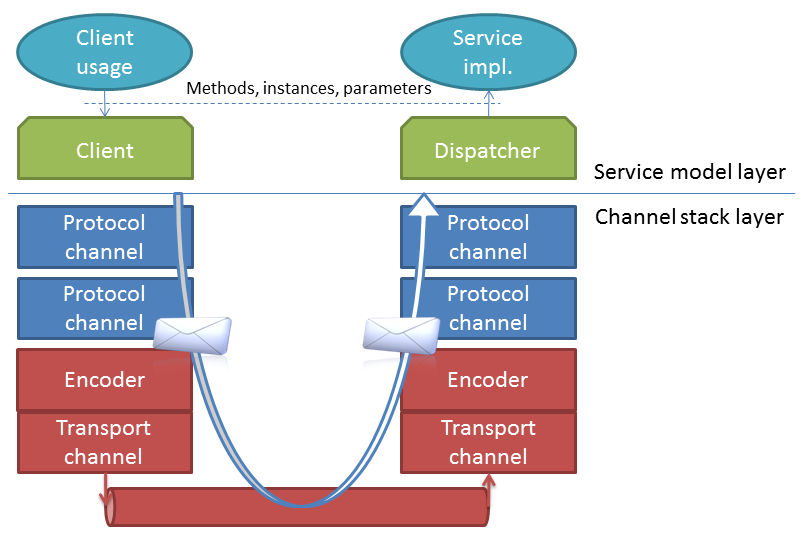 Client
usage
Service
impl.
Methods, instances, parameters
Client
Dispatcher
Service model layer
Channel stack layer
Protocol
channel
Protocol
channel
Protocol
channel
Protocol
channel
Encoder
Encoder
Transport
channel
Transport
channel